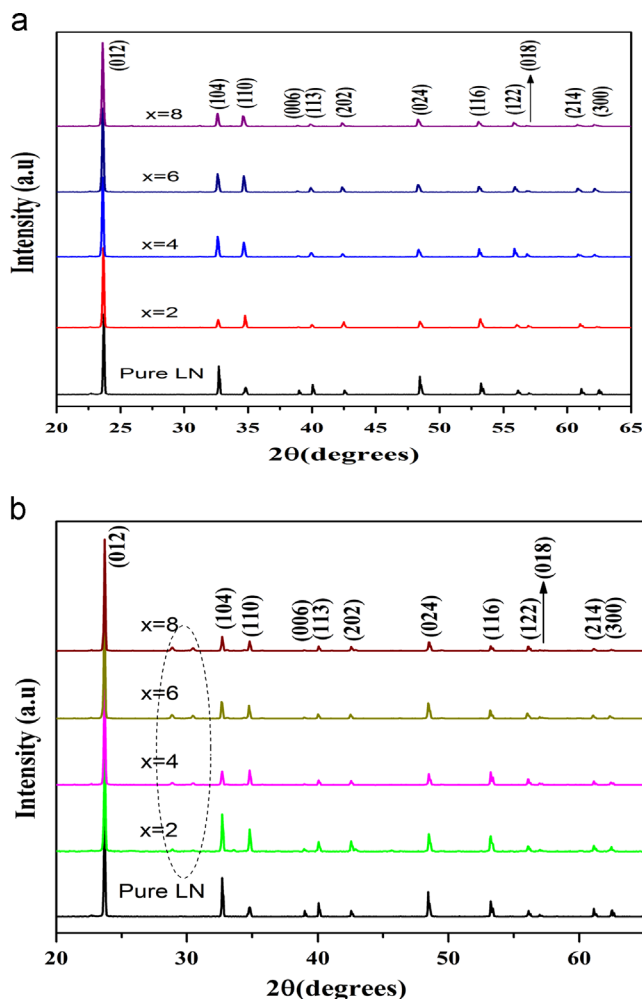 a
(012)
(104)
(110)
(006)
(113)
(202)
(024)
(116)
(122)
(018)
(214)
(300)
x=8
x=6
x=4
x=2
Pure LN
Intensity (a.u)
20 25 30 35 40 45 50 55 60 65
2θ(degrees)
b
(012)
(104)
(110)
(006)
(113)
(202)
(024)
(116)
(122)
(018)
(214)
(300)
x=8
x=6
x=4
x=2
Pure LN
Intensity (a.u)
20 30 40 50 60
2θ(degrees)